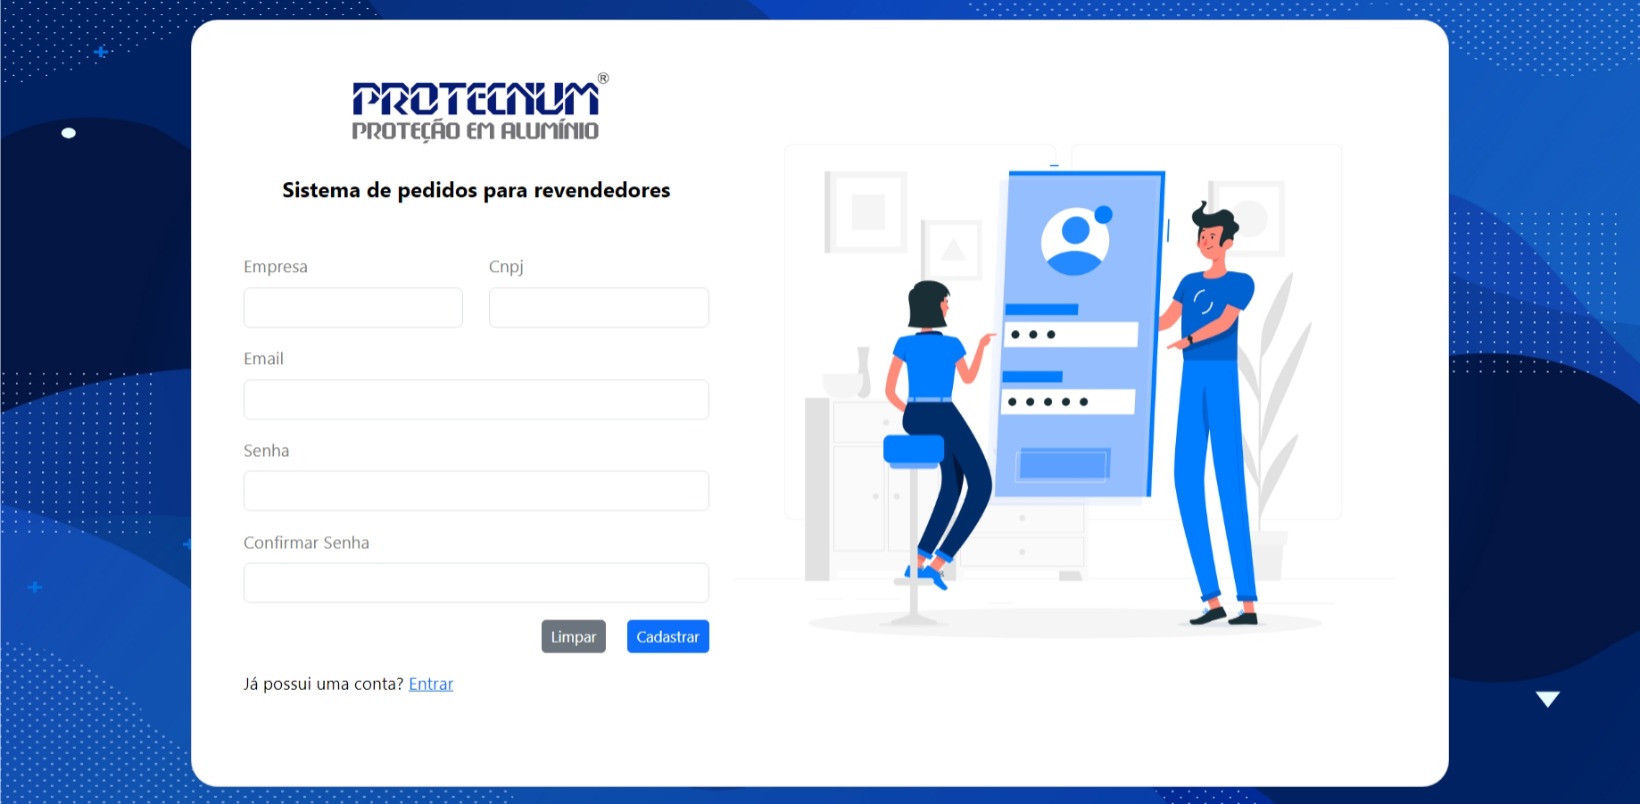 PROTECNUM®
PROTEÇÃO EM ALUMÍNIO
Sistema de pedidos para revendedores
Empresa
Cnpj
Email
Senha
Confirmar Senha
Limpar
Cadastrar
Já possui uma conta? Entrar